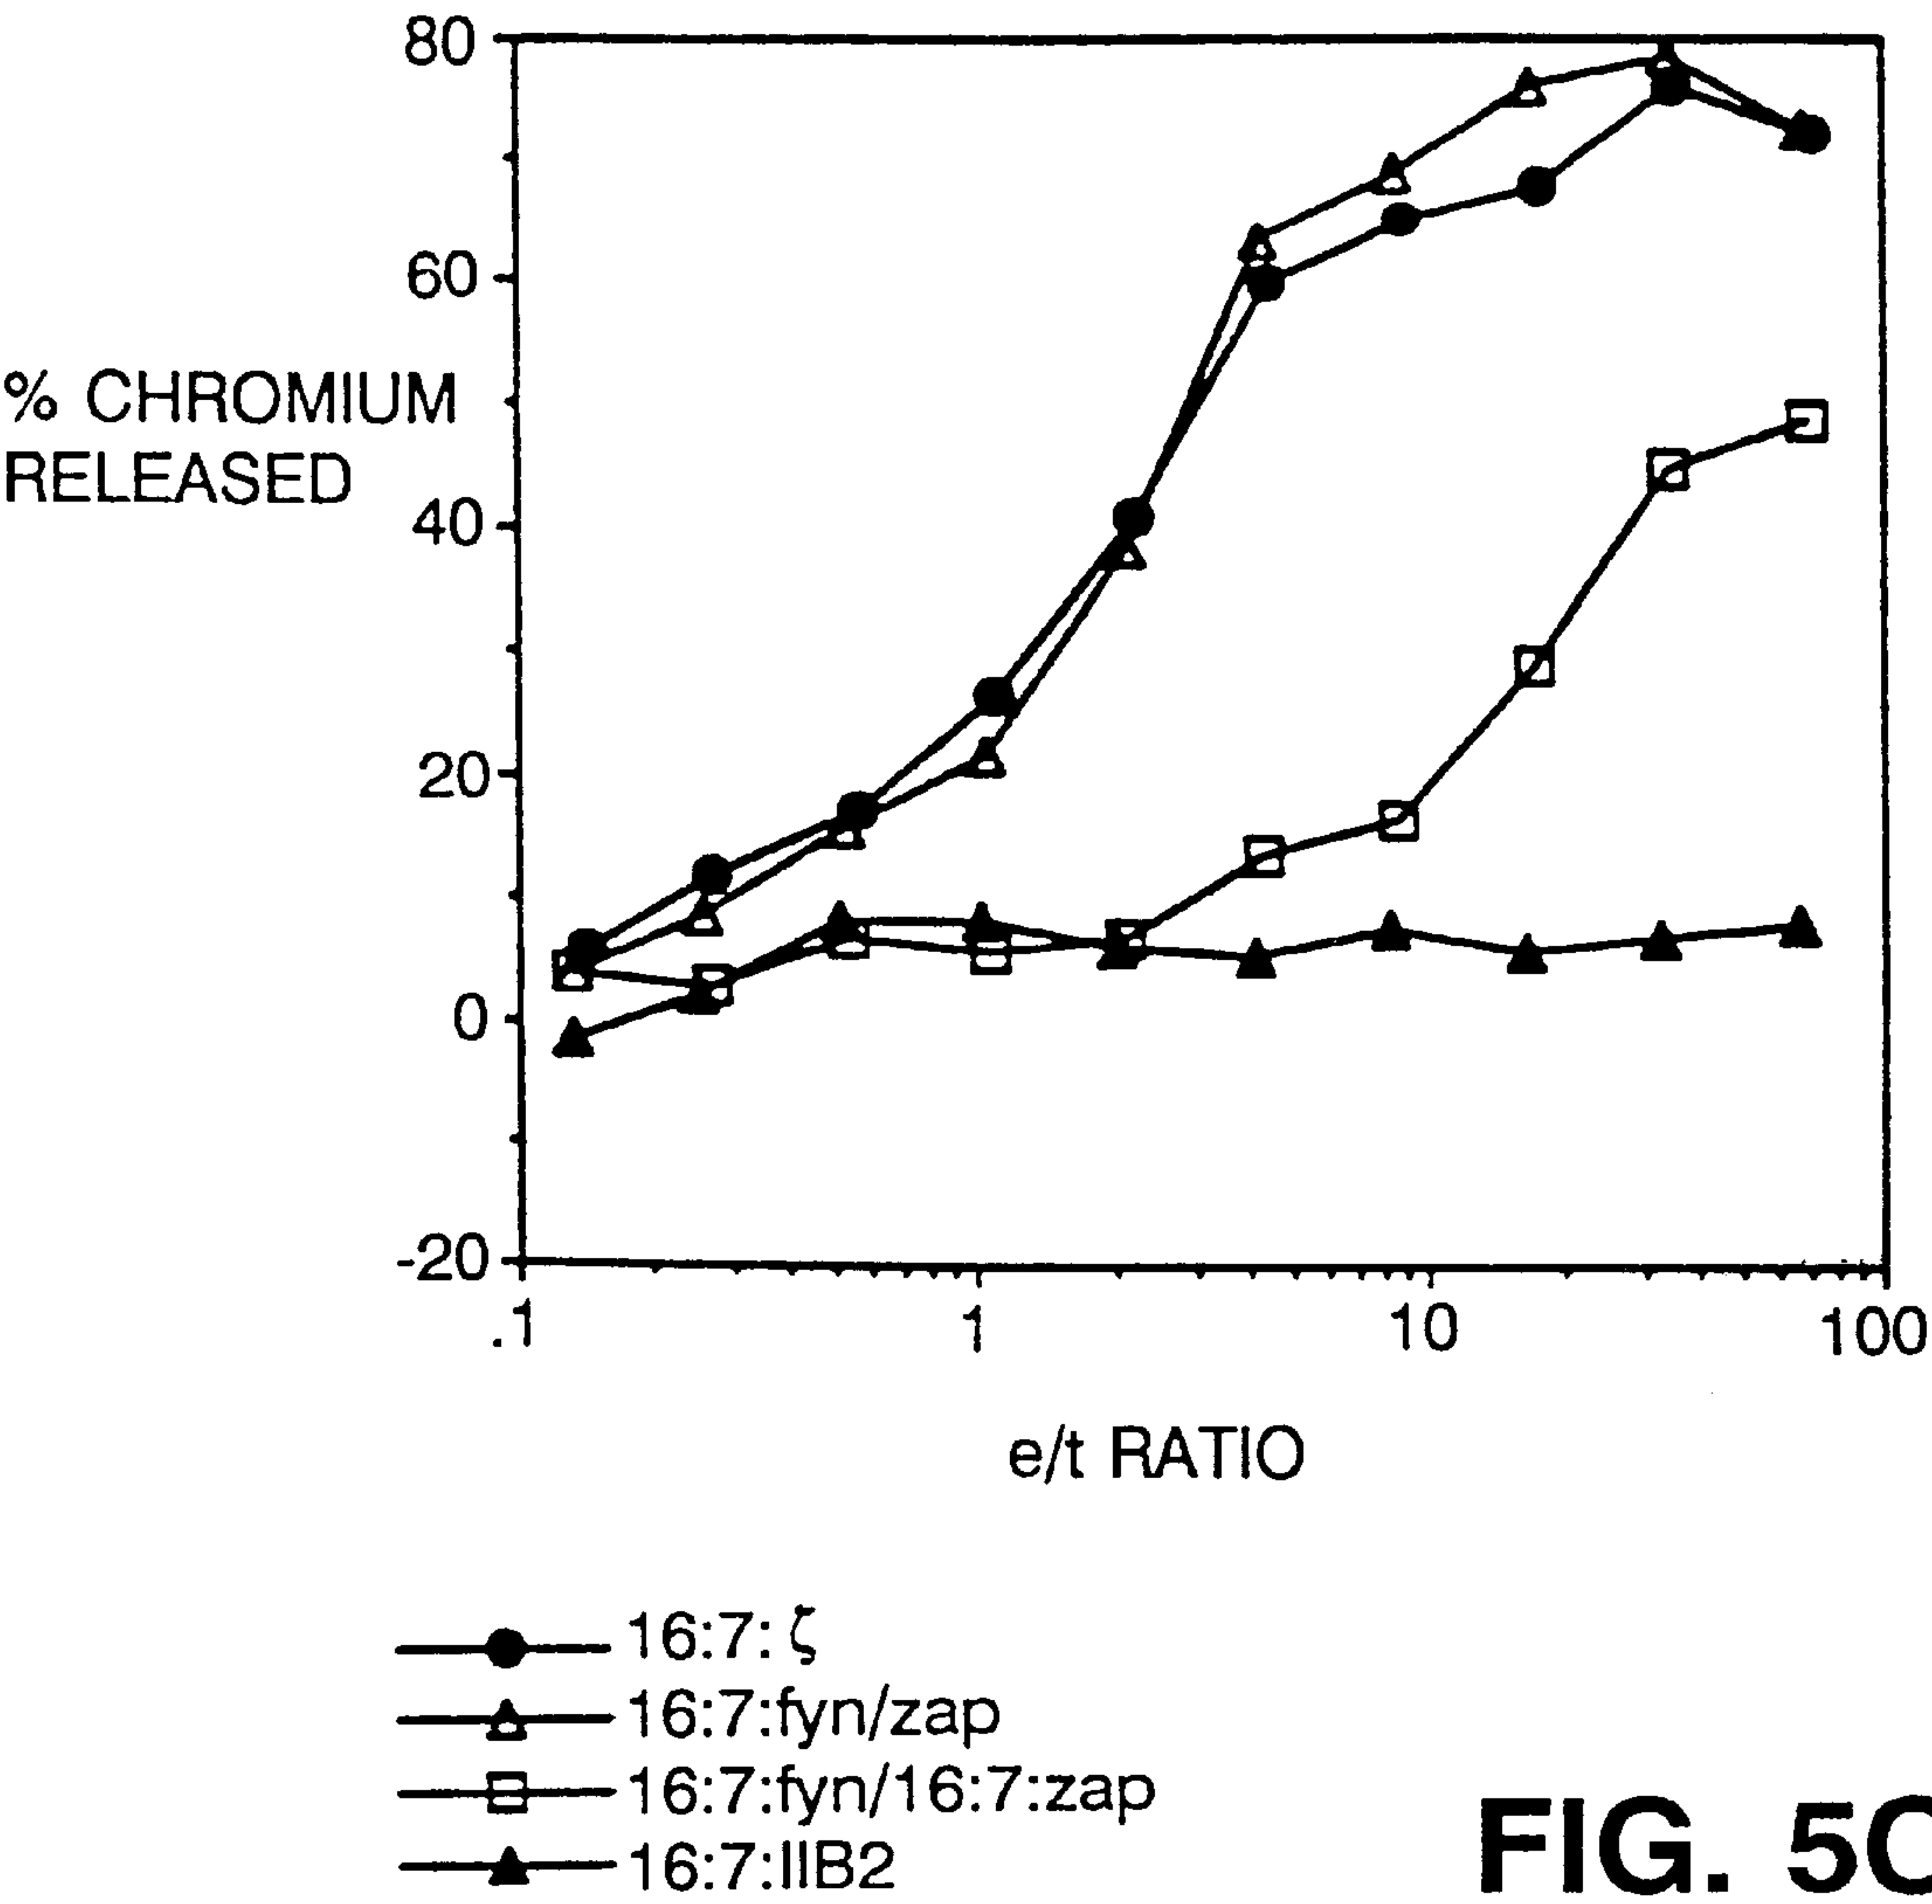 80
60
% CHROMIUM
RELEASED
40
20
0
-20
.1 1 10 100
e/t RATIO
16:7:ζ
16:7:fyn/zap
16:7:fyn/16:7:zap
16:7:IIB2
FIG. 5C